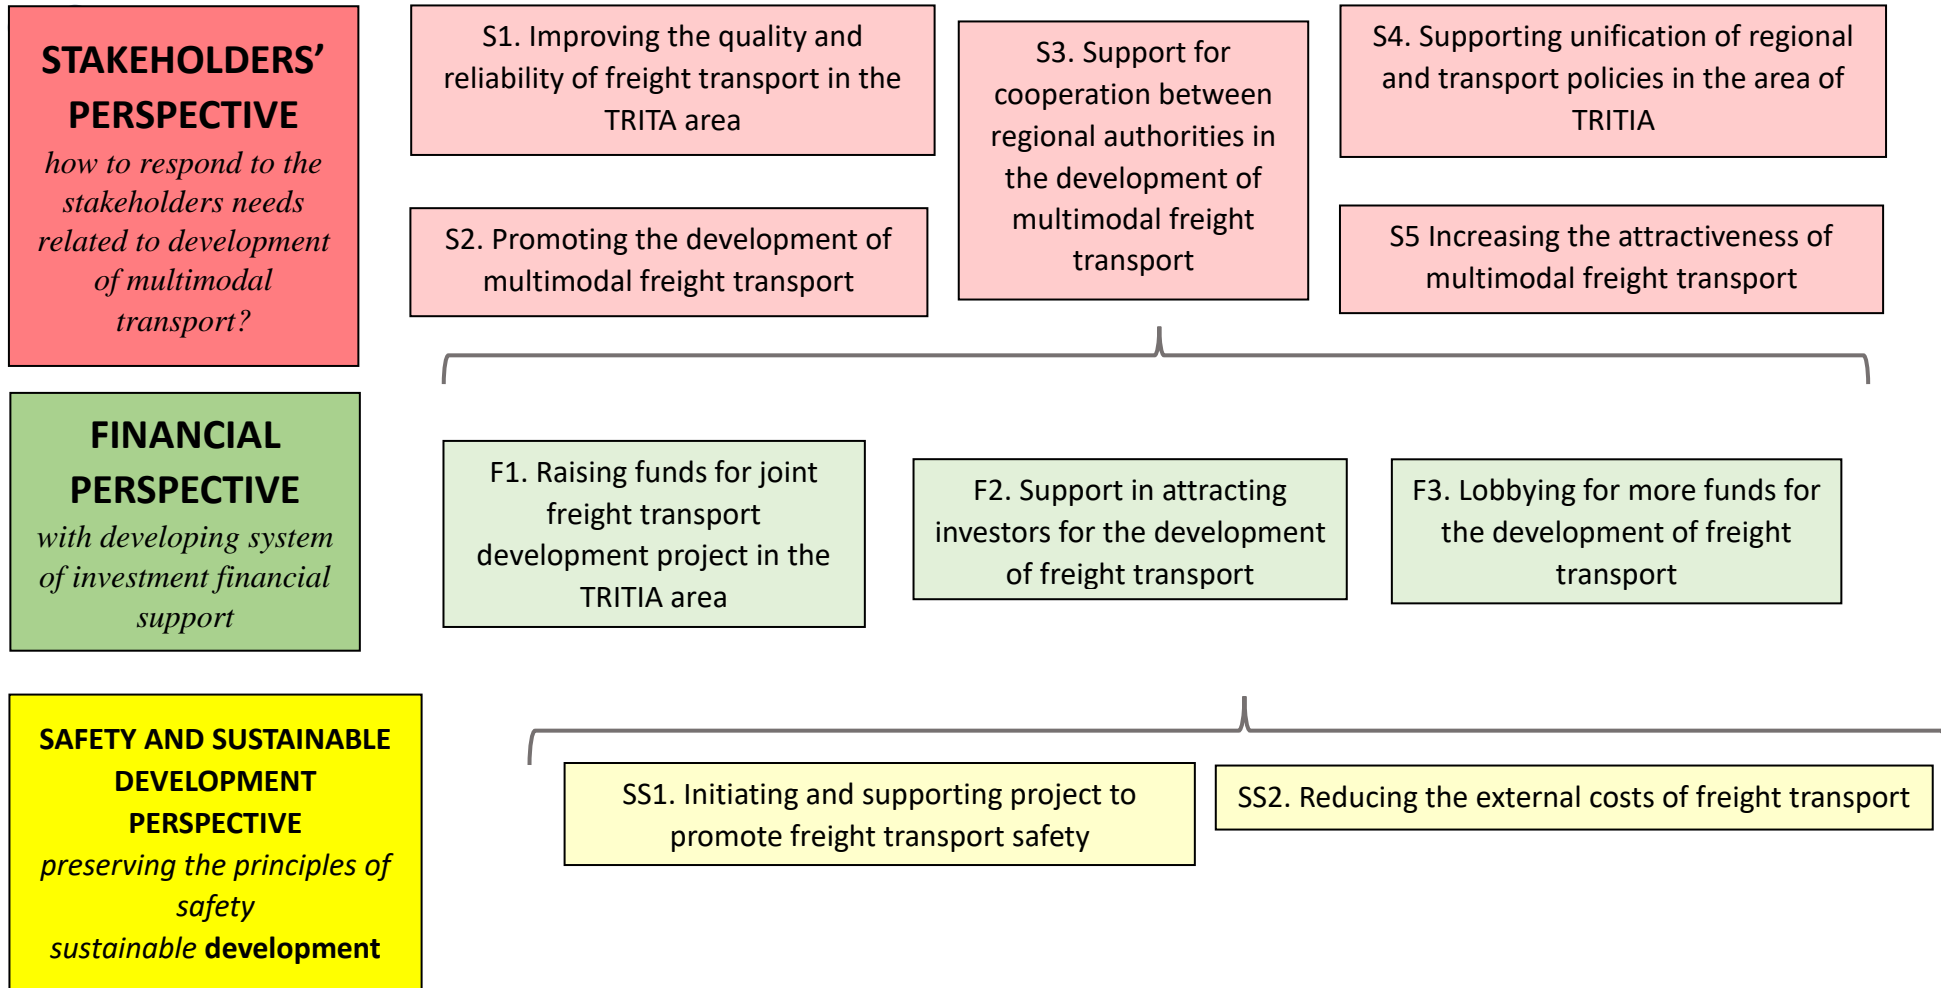 STAKEHOLDERS’
PERSPECTIVE
how to respond to the
stakeholders needs
related to development
of multimodal
transport?
S1. Improving the quality and
reliability of freight transport in the
TRITA area
S2. Promoting the development of
multimodal freight transport
S3. Support for
cooperation between
regional authorities in
the development of
multimodal freight
transport
S4. Supporting unification of regional
and transport policies in the area of
TRITIA
S5 Increasing the attractiveness of
multimodal freight transport
FINANCIAL
PERSPECTIVE
with developing system
of investment financial
support
F1. Raising funds for joint
freight transport
development project in the
TRITIA area
F2. Support in attracting
investors for the development
of freight transport
F3. Lobbying for more funds for
the development of freight
transport
SAFETY AND SUSTAINABLE
DEVELOPMENT
PERSPECTIVE
preserving the principles of
safety
sustainable development
SS1. Initiating and supporting project to
promote freight transport safety
SS2. Reducing the external costs of freight transport